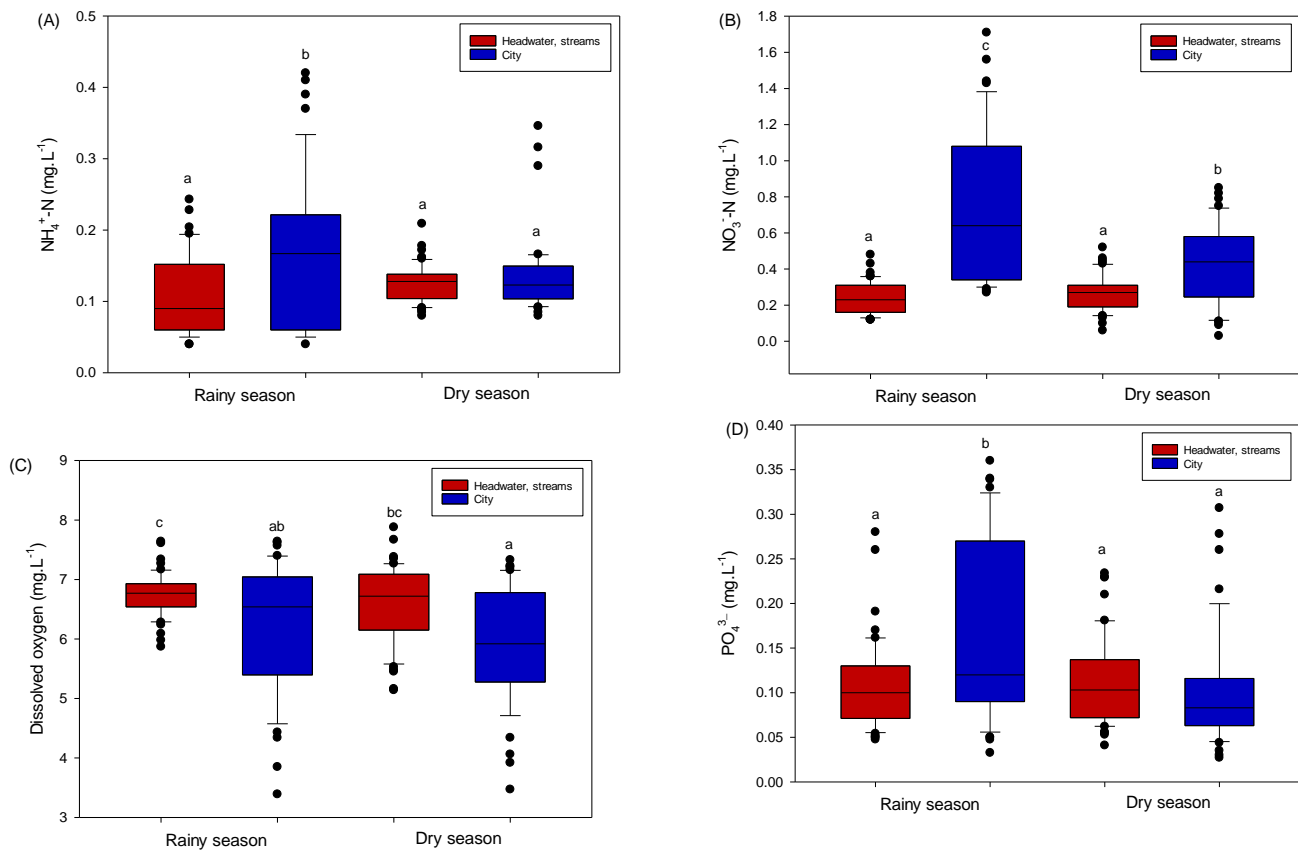 (A)
0.5
0.4
0.3
0.2
0.1
0.0
NH₄⁺-N (mg.L⁻¹)
Headwater, streams
City
a
b
a
a
Rainy season
Dry season
(B)
1.8
1.6
1.4
1.2
1.0
0.8
0.6
0.4
0.2
0.0
NO₃⁻-N (mg.L⁻¹)
Headwater, streams
City
a
c
a
b
Rainy season
Dry season
(C)
9
8
7
6
5
4
3
Dissolved oxygen (mg.L⁻¹)
Headwater, streams
City
c
ab
bc
a
Rainy season
Dry season
(D)
0.40
0.35
0.30
0.25
0.20
0.15
0.10
0.05
0.00
PO₄³⁻ (mg.L⁻¹)
Headwater, streams
City
a
b
a
a
Rainy season
Dry season